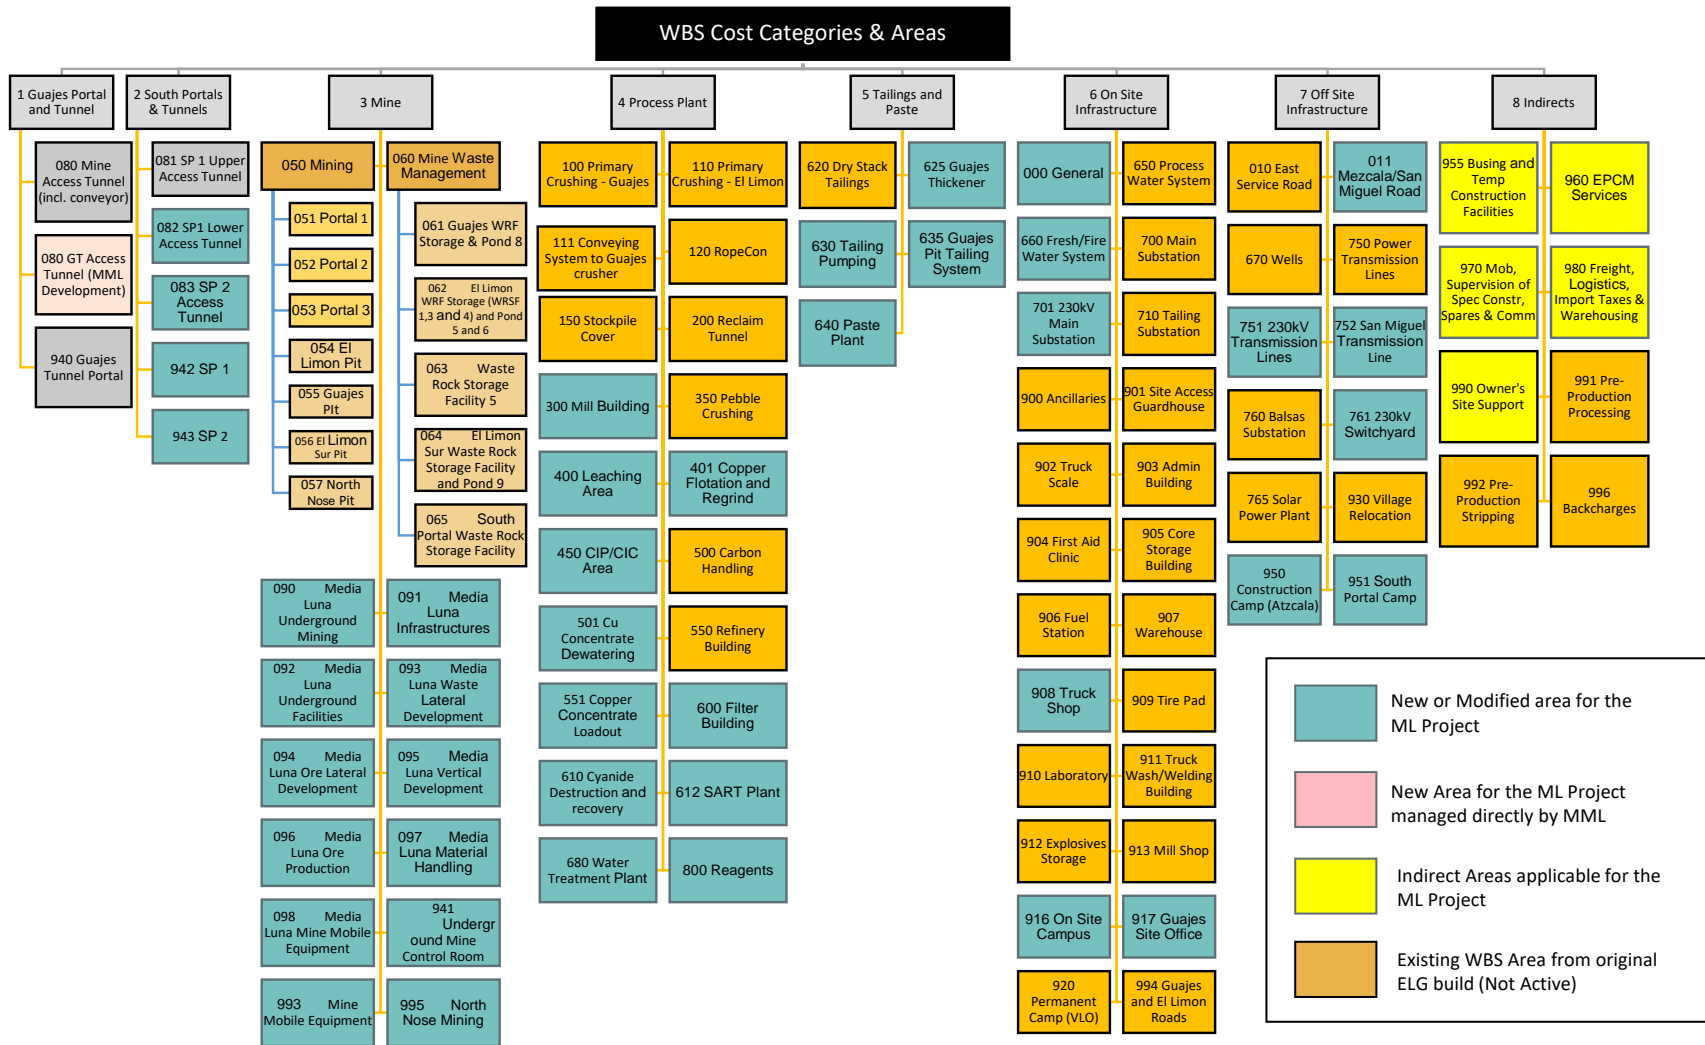 WBS Cost Categories & Areas
1 Guajes Portal
and Tunnel
2 South Portals
& Tunnels
3 Mine
4 Process Plant
5 Tailings and
Paste
6 On Site
Infrastructure
7 Off Site
Infrastructure
8 Indirects
080 Mine
Access Tunnel
(incl. conveyor)
080 GT Access
Tunnel (MML
Development)
940 Guajes
Tunnel Portal
081 SP 1 Upper
Access Tunnel
082 SP1 Lower
Access Tunnel
083 SP 2
Access
Tunnel
942 SP 1
943 SP 2
050 Mining
060 Mine Waste
Management
051 Portal 1
052 Portal 2
053 Portal 3
054 El
Limon Pit
055 Guajes
PIt
056 El Limon
Sur Pit
057 North
Nose Pit
061 Guajes WRF
Storage & Pond 8
062 El Limon
WRF Storage (WRSF
1,3 and 4) and Pond
5 and 6
063 Waste
Rock Storage
Facility 5
064 El Limon
Sur Waste Rock
Storage Facility
and Pond 9
065 South
Portal Waste Rock
Storage Facility
090 Media
Luna
Underground
Mining
091 Media
Luna
Infrastructures
092 Media
Luna
Underground
Facilities
093 Media
Luna Waste
Lateral
Development
094 Media
Luna Ore Lateral
Development
095 Media
Luna Vertical
Development
096 Media
Luna Ore
Production
097 Media
Luna Material
Handling
098 Media
Luna Mine Mobile
Equipment
941
Undergr
ound Mine
Control Room
993 Mine
Mobile Equipment
995 North
Nose Mining
100 Primary
Crushing - Guajes
110 Primary
Crushing - El Limon
111 Conveying
System to Guajes
crusher
120 RopeCon
150 Stockpile
Cover
200 Reclaim
Tunnel
300 Mill Building
350 Pebble
Crushing
400 Leaching
Area
401 Copper
Flotation and
Regrind
450 CIP/CIC
Area
500 Carbon
Handling
501 Cu
Concentrate
Dewatering
550 Refinery
Building
551 Copper
Concentrate
Loadout
600 Filter
Building
610 Cyanide
Destruction and
recovery
612 SART Plant
680 Water
Treatment Plant
800 Reagents
620 Dry Stack
Tailings
625 Guajes
Thickener
630 Tailing
Pumping
635 Guajes
Pit Tailing
System
640 Paste
Plant
000 General
650 Process
Water System
660 Fresh/Fire
Water System
700 Main
Substation
701 230kV
Main
Substation
710 Tailing
Substation
900 Ancillaries
901 Site Access
Guardhouse
902 Truck
Scale
903 Admin
Building
904 First Aid
Clinic
905 Core
Storage
Building
906 Fuel
Station
907
Warehouse
908 Truck
Shop
909 Tire Pad
910 Laboratory
911 Truck
Wash/Welding
Building
912 Explosives
Storage
913 Mill Shop
916 On Site
Campus
917 Guajes
Site Office
920
Permanent
Camp (VLO)
994 Guajes
and El Limon
Roads
010 East
Service Road
011
Mezcala/San
Miguel Road
670 Wells
750 Power
Transmission
Lines
751 230kV
Transmission
Lines
752 San Miguel
Transmission
Line
760 Balsas
Substation
761 230kV
Switchyard
765 Solar
Power Plant
930 Village
Relocation
950
Construction
Camp (Atzcala)
951 South
Portal Camp
955 Busing and
Temp
Construction
Facilities
960 EPCM
Services
970 Mob,
Supervision of
Spec Constr,
Spares & Comm
980 Freight,
Logistics,
Import Taxes &
Warehousing
990 Owner's
Site Support
991 Pre-
Production
Processing
992 Pre-
Production
Stripping
996
Backcharges
New or Modified area for the
ML Project
New Area for the ML Project
managed directly by MML
Indirect Areas applicable for the
ML Project
Existing WBS Area from original
ELG build (Not Active)